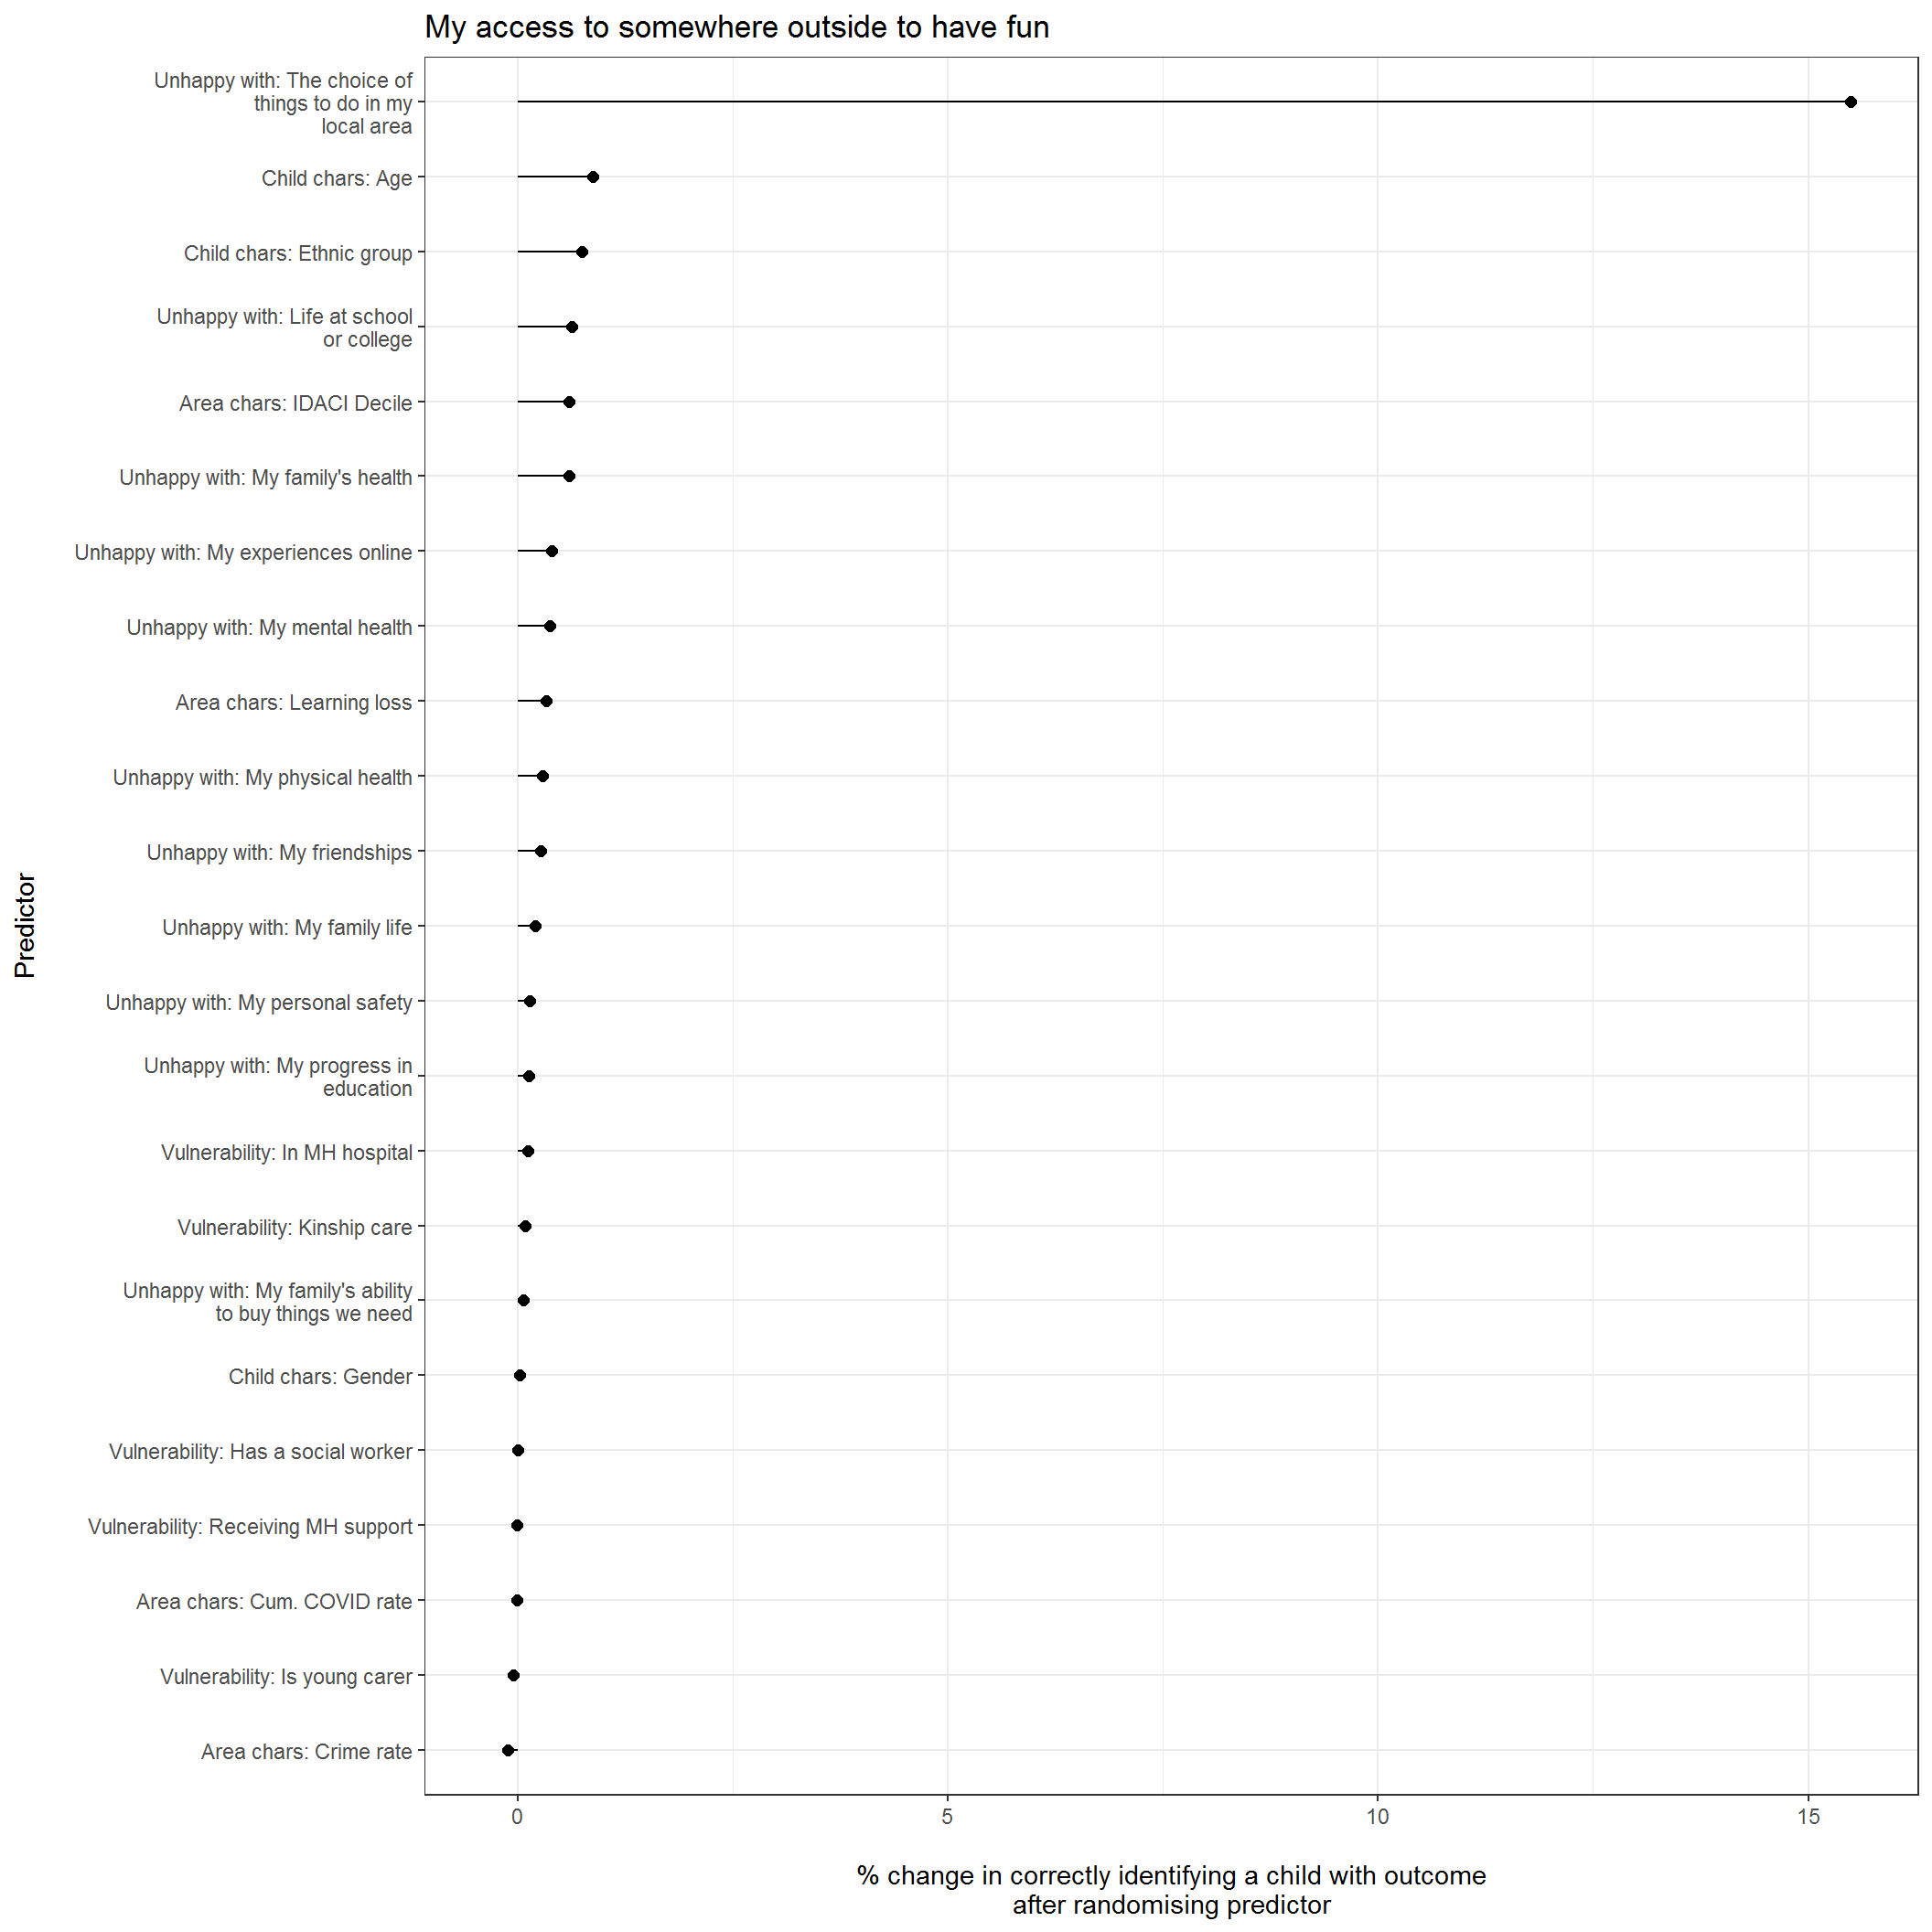 My access to somewhere outside to have fun
Unhappy with: The choice of
things to do in my
local area
Child chars: Age
Child chars: Ethnic group
Unhappy with: Life at school
or college
Area chars: IDACI Decile
Unhappy with: My family's health
Unhappy with: My experiences online
Unhappy with: My mental health
Area chars: Learning loss
Unhappy with: My physical health
Unhappy with: My friendships
Unhappy with: My family life
Unhappy with: My personal safety
Unhappy with: My progress in
education
Vulnerability: In MH hospital
Vulnerability: Kinship care
Unhappy with: My family's ability
to buy things we need
Child chars: Gender
Vulnerability: Has a social worker
Vulnerability: Receiving MH support
Area chars: Cum. COVID rate
Vulnerability: Is young carer
Area chars: Crime rate
Predictor
0 5 10 15
% change in correctly identifying a child with outcome
after randomising predictor